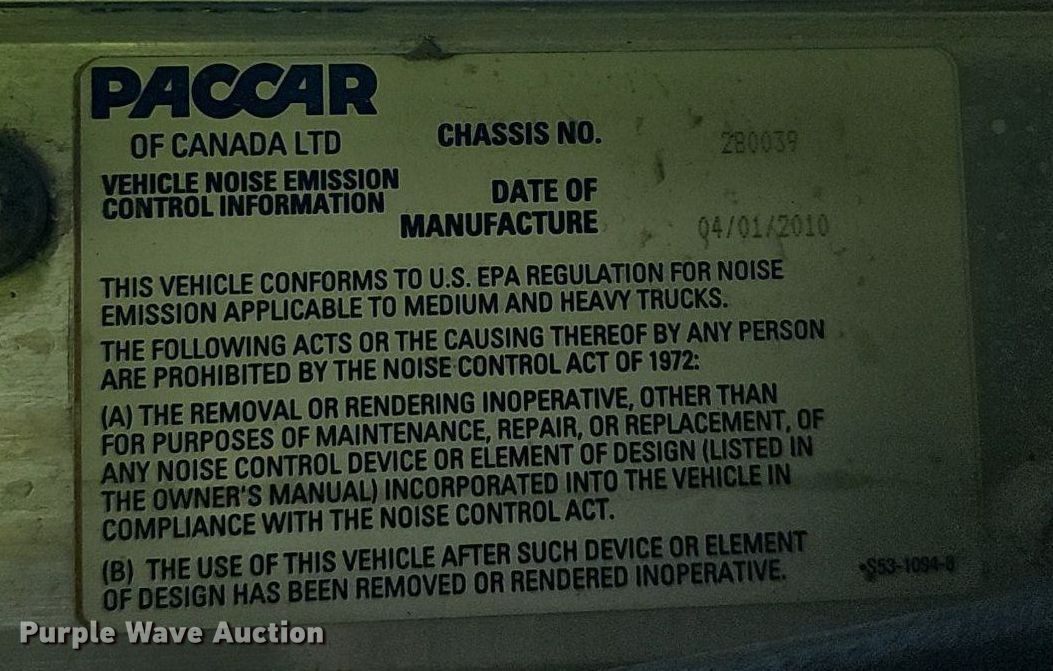 PACCAR
OF CANADA LTD
VEHICLE NOISE EMISSION
CONTROL INFORMATION
CHASSIS NO. 280039
DATE OF
MANUFACTURE 04/01/2010
THIS VEHICLE CONFORMS TO U.S. EPA REGULATION FOR NOISE
EMISSION APPLICABLE TO MEDIUM AND HEAVY TRUCKS.
THE FOLLOWING ACTS OR THE CAUSING THEREOF BY ANY PERSON
ARE PROHIBITED BY THE NOISE CONTROL ACT OF 1972:
(A) THE REMOVAL OR RENDERING INOPERATIVE, OTHER THAN
FOR PURPOSES OF MAINTENANCE, REPAIR, OR REPLACEMENT, OF
ANY NOISE CONTROL DEVICE OR ELEMENT OF DESIGN (LISTED IN
THE OWNER'S MANUAL) INCORPORATED INTO THE VEHICLE IN
COMPLIANCE WITH THE NOISE CONTROL ACT.
(B) THE USE OF THIS VEHICLE AFTER SUCH DEVICE OR ELEMENT
OF DESIGN HAS BEEN REMOVED OR RENDERED INOPERATIVE.
Purple Wave Auction